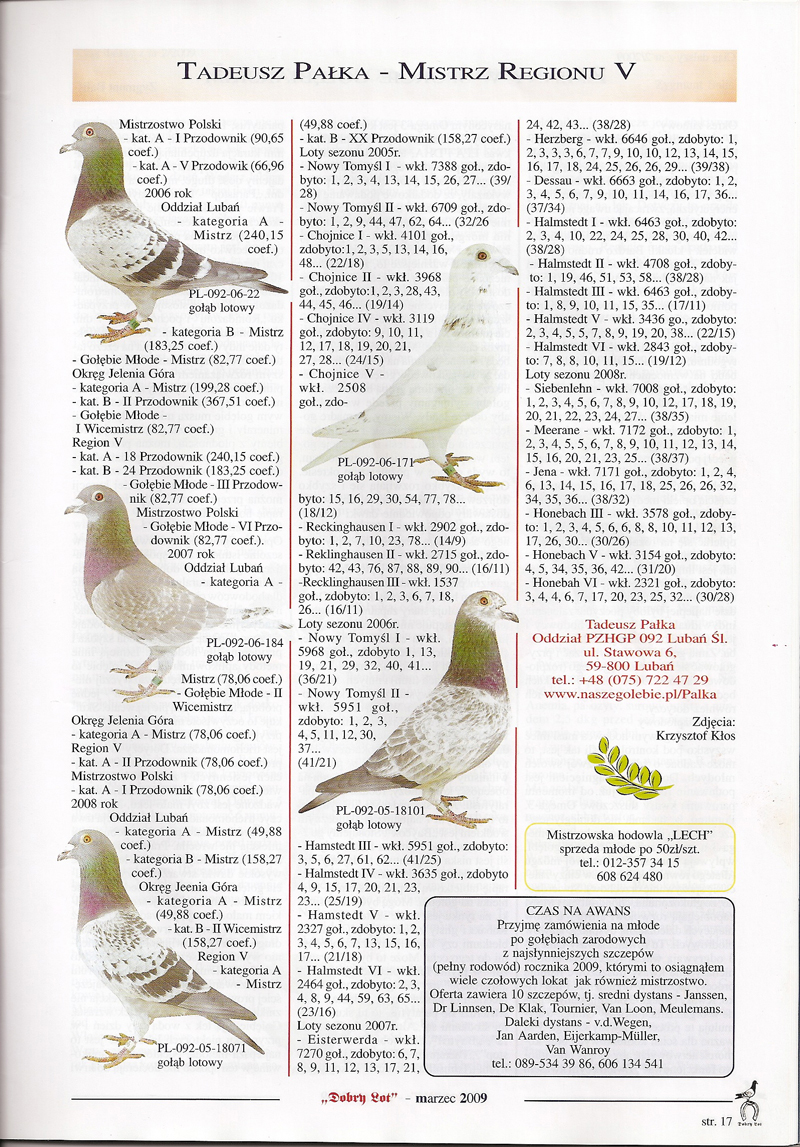 TADEUSZ PAŁKA - MISTRZ REGIONU V
Mistrzostwo Polski
- kat. A - I Przodownik (90,65
coef.)
- kat. A - V Przodowik (66,96
coef.)
2006 rok
Oddział Lubań
- kategoria A -
Mistrz (240,15
coef.)
PL-092-06-22
gołąb lotowy
- kategoria B - Mistrz
(183,25 coef.)
- Gołębie Młode - Mistrz (82,77 coef.)
Okręg Jelenia Góra
- kategoria A - Mistrz (199,28 coef.)
- kat. B - II Przodownik (367,51 coef.)
- Gołębie Młode -
I Wicemistrz (82,77 coef.)
Region V
- kat. A - 18 Przodownik (240,15 coef.)
- kat. B - 24 Przodownik (183,25 coef.)
- Gołębie Młode - III Przodow-
nik (82,77 coef.)
Mistrzostwo Polski
- Gołębie Młode - VI Przo-
downik (82,77 coef.).
2007 rok
Oddział Lubań
- kategoria A -
PL-092-06-184
gołąb lotowy
Mistrz (78,06 coef.)
- Gołębie Młode - II
Wicemistrz
Okręg Jelenia Góra
- kategoria A - Mistrz (78,06 coef.)
Region V
- kat. A - II Przodownik (78,06 coef.)
Mistrzostwo Polski
- kat. A - I Przodownik (78,06 coef.)
2008 rok
Oddział Lubań
- kategoria A - Mistrz (49,88
coef.)
- kategoria B - Mistrz (158,27
coef.)
Okręg Jeenia Góra
- kategoria A - Mistrz
(49,88 coef.)
- kat. B - II Wicemistrz
(158,27 coef.)
Region V
- kategoria A
- Mistrz
PL-092-05-18071
gołąb lotowy
(49,88 coef.)
- kat. B - XX Przodownik (158,27 coef.)
Loty sezonu 2005r.
- Nowy Tomyśl I - wkł. 7388 goł., zdo-
byto: 1, 2, 3, 4, 13, 14, 15, 26, 27... (39/
28)
- Nowy Tomyśl II - wkł. 6709 goł., zdo-
byto: 1, 2, 9, 44, 47, 62, 64... (32/26
- Chojnice I - wkł. 4101 goł.,
zdobyto:1, 2, 3, 5, 13, 14, 16,
48... (22/18)
- Chojnice II - wkł. 3968
goł., zdobyto:1, 2, 3, 28, 43,
44, 45, 46... (19/14)
- Chojnice IV - wkł. 3119
goł., zdobyto: 9, 10, 11,
12, 17, 18, 19, 20, 21,
27, 28... (24/15)
- Chojnice V -
wkł. 2508
goł., zdo-
PL-092-06-171
gołąb lotowy
byto: 15, 16, 29, 30, 54, 77, 78...
(18/12)
- Reckinghausen I - wkł. 2902 goł., zdo-
byto: 1, 2, 7, 10, 23, 78... (14/9)
- Reklinghausen II - wkł. 2715 goł., zdo-
byto: 42, 43, 76, 87, 88, 89, 90... (16/11)
-Recklinghausen III - wkł. 1537
goł., zdobyto: 1, 2, 3, 6, 7, 18,
26... (16/11)
Loty sezonu 2006r.
- Nowy Tomyśl I - wkł.
5968 goł., zdobyto 1, 13,
19, 21, 29, 32, 40, 41...
(36/21)
- Nowy Tomyśl II -
wkł. 5951 goł.,
zdobyto: 1, 2, 3,
4, 5, 11, 12, 30,
37...
(41/21)
PL-092-05-18101
gołąb lotowy
- Hamstedt III - wkł. 5951 goł., zdobyto:
3, 5, 6, 27, 61, 62... (41/25)
- Halmstedt IV - wkł. 3635 goł., zdobyto
4, 9, 15, 17, 20, 21, 23,
23... (25/19)
- Hamstedt V - wkł.
2327 goł., zdobyto: 1, 2,
3, 4, 5, 6, 7, 13, 15, 16,
17... (21/18)
- Halmstedt VI - wkł.
2464 goł., zdobyto: 2, 3,
4, 8, 9, 44, 59, 63, 65...
(23/16)
Loty sezonu 2007r.
- Eisterwerda - wkł.
7270 goł., zdobyto: 6, 7,
8, 9, 11, 12, 13, 17, 21,
24, 42, 43... (38/28)
- Herzberg - wkł. 6646 goł., zdobyto: 1,
2, 3, 3, 3, 6, 7, 7, 9, 10, 10, 12, 13, 14, 15,
16, 17, 18, 24, 25, 26, 26, 29... (39/38)
- Dessau - wkł. 6663 goł., zdobyto: 1, 2,
3, 4, 5, 6, 7, 9, 10, 11, 14, 16, 17, 36...
(37/34)
- Halmstedt I - wkł. 6463 goł., zdobyto:
2, 3, 4, 10, 22, 24, 25, 28, 30, 40, 42...
(38/28)
- Halmstedt II - wkł. 4708 goł., zdoby-
to: 1, 19, 46, 51, 53, 58... (38/28)
- Halmstedt III - wkł. 6463 goł., zdoby-
to: 1, 8, 9, 10, 11, 15, 35... (17/11)
- Halmstedt V - wkł. 3436 go., zdobyto:
2, 3, 4, 5, 5, 7, 8, 9, 19, 20, 38... (22/15)
- Halmstedt VI - wkł. 2843 goł., zdoby-
to: 7, 8, 8, 10, 11, 15... (19/12)
Loty sezonu 2008r.
- Siebenlehn - wkł. 7008 goł., zdobyto:
1, 2, 3, 4, 5, 6, 7, 8, 9, 10, 12, 17, 18, 19,
20, 21, 22, 23, 24, 27... (38/35)
- Meerane - wkł. 7172 goł., zdobyto: 1,
2, 3, 4, 5, 5, 6, 7, 8, 9, 10, 11, 12, 13, 14,
15, 16, 20, 21, 23, 25... (38/37)
- Jena - wkł. 7171 goł., zdobyto: 1, 2, 4,
6, 13, 14, 15, 16, 17, 18, 25, 26, 26, 32,
34, 35, 36... (38/32)
- Honebach III - wkł. 3578 goł., zdoby-
to: 1, 2, 3, 4, 5, 6, 6, 8, 8, 10, 11, 12, 13,
17, 26, 30... (30/26)
- Honebach V - wkł. 3154 goł., zdobyto:
4, 5, 34, 35, 36, 42... (31/20)
- Honebah VI - wkł. 2321 goł., zdobyto:
3, 4, 4, 6, 7, 17, 20, 23, 25, 32... (30/28)
Tadeusz Pałka
Oddział PZHGP 092 Lubań Śl.
ul. Stawowa 6,
59-800 Lubań
tel.: +48 (075) 722 47 29
www.naszegolebie.pl/Palka
Zdjęcia:
Krzysztof Kłos
Mistrzowska hodowla „LECH”
sprzeda młode po 50zł/szt.
tel.: 012-357 34 15
608 624 480
CZAS NA AWANS
Przyjmę zamówienia na młode
po gołębiach zarodowych
z najsłynniejszych szczepów
(pełny rodowód) rocznika 2009, którymi to osiągnąłem
wiele czołowych lokat jak również mistrzostwo.
Oferta zawiera 10 szczepów, tj. sredni dystans - Janssen,
Dr Linnsen, De Klak, Tournier, Van Loon, Meulemans.
Daleki dystans - v.d.Wegen,
Jan Aarden, Eijerkamp-Müller,
Van Wanroy
tel.: 089-534 39 86, 606 134 541
„Dobry Lot” - marzec 2009
str. 17
Dobry Lot